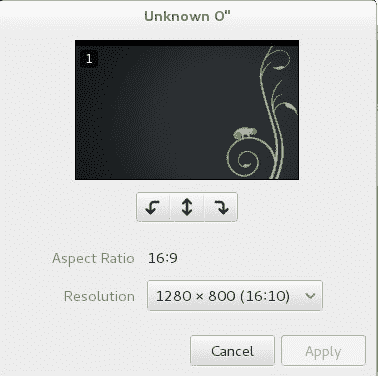 Unknown 0"
1
Aspect Ratio 16:9
Resolution 1280 × 800 (16:10)
Cancel Apply